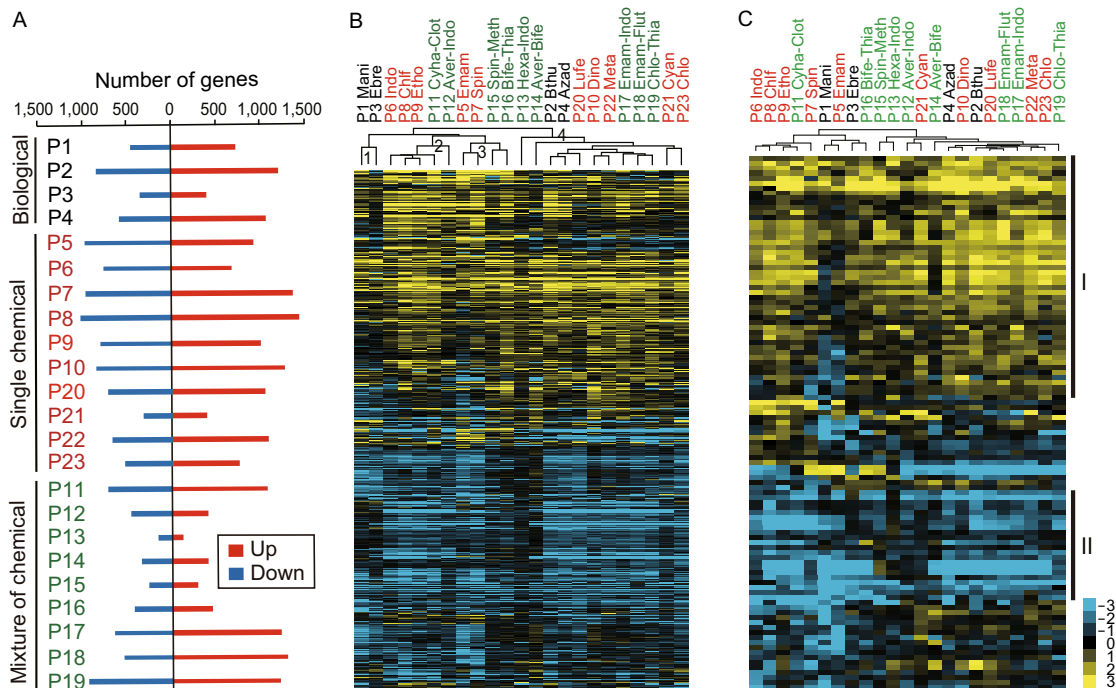 A
Number of genes
1,500 1,000 500 0 500 1,000 1,500
Biological
P1
P2
P3
P4
Single chemical
P5
P6
P7
P8
P9
P10
P20
P21
P22
P23
Mixture of chemical
P11
P12
P13
P14
P15
P16
P17
P18
P19
Up
Down
B
P1 Mani
P3 Ebre
P6 Indo
P8 Chlf
P9 Etho
P11 Cyha-Clot
P12 Aver-Indo
P5 Emam
P7 Spin
P15 Spin-Meth
P16 Bife-Thia
P13 Hexa-Indo
P14 Aver-Bife
P2 Bthu
P4 Azad
P20 Lufe
P10 Dino
P22 Meta
P17 Emam-Indo
P18 Emam-Flut
P19 Chlo-Thia
P21 Cyan
P23 Chlo
1
2
3
4
C
P6 Indo
P8 Chlf
P9 Etho
P11 Cyha-Clot
P7 Spin
P1 Mani
P5 Emam
P3 Ebre
P16 Bife-Thia
P15 Spin-Meth
P13 Hexa-Indo
P12 Aver-Indo
P21 Cyan
P14 Aver-Bife
P4 Azad
P10 Dino
P2 Bthu
P20 Lufe
P18 Emam-Flut
P17 Emam-Indo
P22 Meta
P23 Chlo
P19 Chlo-Thia
I
II
-3
-2
-1
0
1
2
3